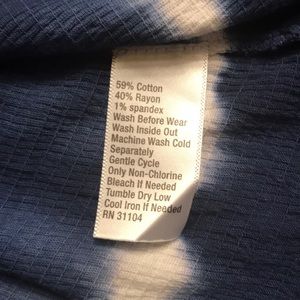 59% Cotton
40% Rayon
1% spandex
Wash Before Wear
Wash Inside Out
Machine Wash Cold
Separately
Gentle Cycle
Only Non-Chlorine
Bleach If Needed
Tumble Dry Low
Cool Iron If Needed
RN 31104